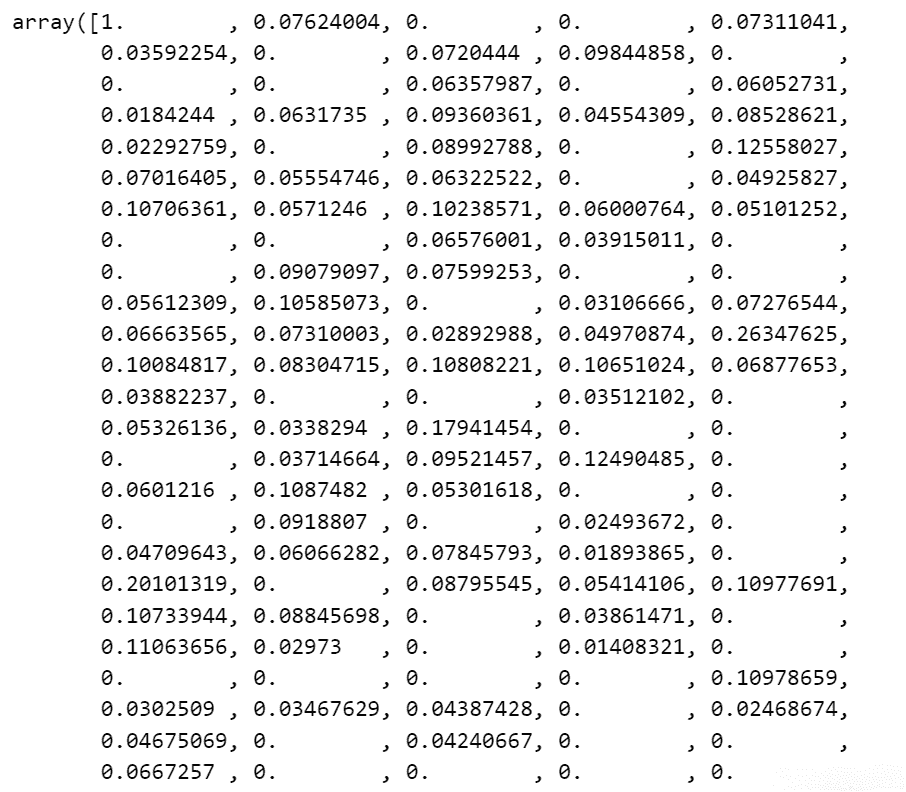 array([1.        , 0.07624004, 0.        , 0.        , 0.07311041,
       0.03592254, 0.        , 0.0720444 , 0.09844858, 0.        ,
       0.        , 0.        , 0.06357987, 0.        , 0.06052731,
       0.0184244 , 0.0631735 , 0.09360361, 0.04554309, 0.08528621,
       0.02292759, 0.        , 0.08992788, 0.        , 0.12558027,
       0.07016405, 0.05554746, 0.06322522, 0.        , 0.04925827,
       0.10706361, 0.0571246 , 0.10238571, 0.06000764, 0.05101252,
       0.        , 0.        , 0.06576001, 0.03915011, 0.        ,
       0.        , 0.09079097, 0.07599253, 0.        , 0.        ,
       0.05612309, 0.10585073, 0.        , 0.03106666, 0.07276544,
       0.06663565, 0.07310003, 0.02892988, 0.04970874, 0.26347625,
       0.10084817, 0.08304715, 0.10808221, 0.10651024, 0.06877653,
       0.03882237, 0.        , 0.        , 0.03512102, 0.        ,
       0.05326136, 0.0338294 , 0.17941454, 0.        , 0.        ,
       0.        , 0.03714664, 0.09521457, 0.12490485, 0.        ,
       0.0601216 , 0.1087482 , 0.05301618, 0.        , 0.        ,
       0.        , 0.0918807 , 0.        , 0.02493672, 0.        ,
       0.04709643, 0.06066282, 0.07845793, 0.01893865, 0.        ,
       0.20101319, 0.        , 0.08795545, 0.05414106, 0.10977691,
       0.10733944, 0.08845698, 0.        , 0.03861471, 0.        ,
       0.11063656, 0.02973   , 0.        , 0.01408321, 0.        ,
       0.        , 0.        , 0.        , 0.        , 0.10978659,
       0.0302509 , 0.03467629, 0.04387428, 0.        , 0.02468674,
       0.04675069, 0.        , 0.04240667, 0.        , 0.        ,
       0.0667257 , 0.        , 0.        , 0.        , 0.